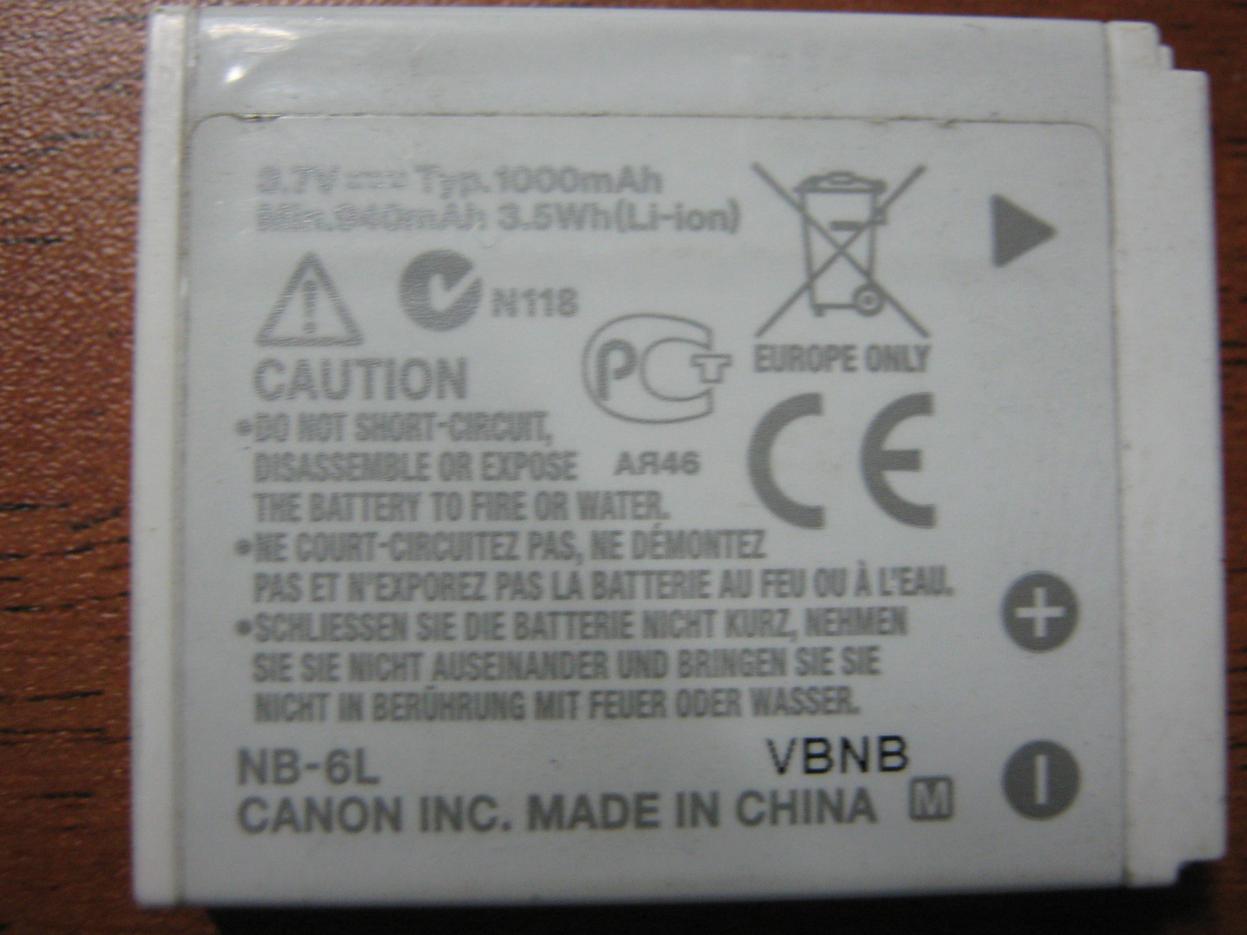 3.7V Typ.1000mAh
Min.940mAh 3.5Wh(Li-ion)
N118
CAUTION
•DO NOT SHORT-CIRCUIT,
DISASSEMBLE OR EXPOSE
THE BATTERY TO FIRE OR WATER.
•NE COURT-CIRCUITEZ PAS, NE DÉMONTEZ
PAS ET N'EXPOREZ PAS LA BATTERIE AU FEU OU À L'EAU.
•SCHLIESSEN SIE DIE BATTERIE NICHT KURZ, NEHMEN
SIE SIE NICHT AUSEINANDER UND BRINGEN SIE SIE
NICHT IN BERÜHRUNG MIT FEUER ODER WASSER.
PCT
АЯ46
EUROPE ONLY
CE
+
-
NB-6L
VBNB
CANON INC. MADE IN CHINA M